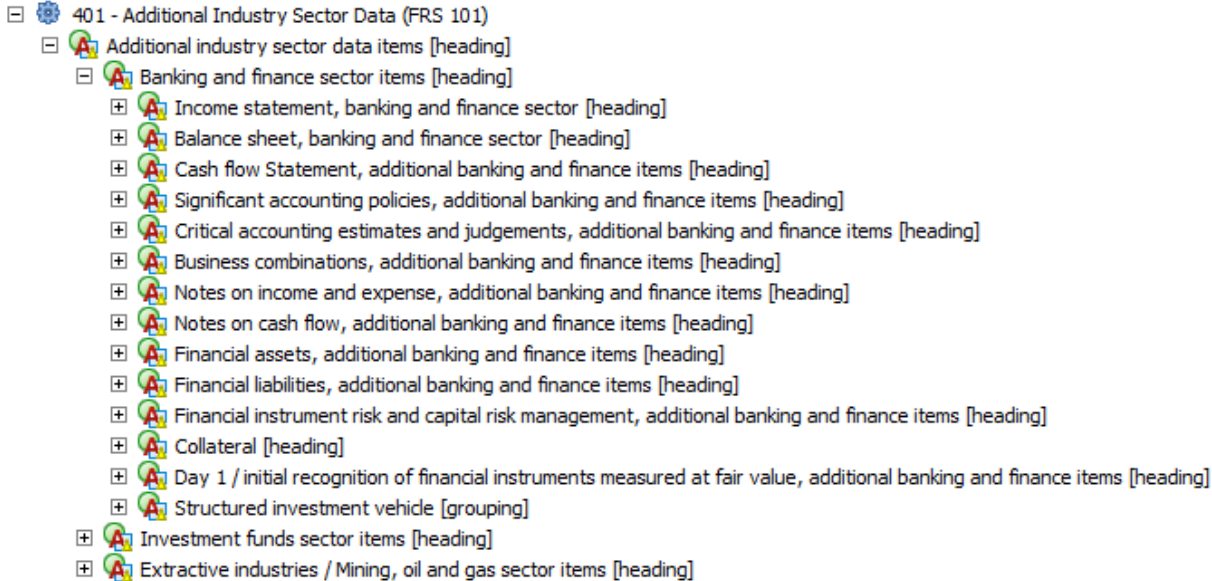 401 - Additional Industry Sector Data (FRS 101)
Additional industry sector data items [heading]
Banking and finance sector items [heading]
Income statement, banking and finance sector [heading]
Balance sheet, banking and finance sector [heading]
Cash flow Statement, additional banking and finance items [heading]
Significant accounting policies, additional banking and finance items [heading]
Critical accounting estimates and judgements, additional banking and finance items [heading]
Business combinations, additional banking and finance items [heading]
Notes on income and expense, additional banking and finance items [heading]
Notes on cash flow, additional banking and finance items [heading]
Financial assets, additional banking and finance items [heading]
Financial liabilities, additional banking and finance items [heading]
Financial instrument risk and capital risk management, additional banking and finance items [heading]
Collateral [heading]
Day 1 / initial recognition of financial instruments measured at fair value, additional banking and finance items [heading]
Structured investment vehicle [grouping]
Investment funds sector items [heading]
Extractive industries / Mining, oil and gas sector items [heading]